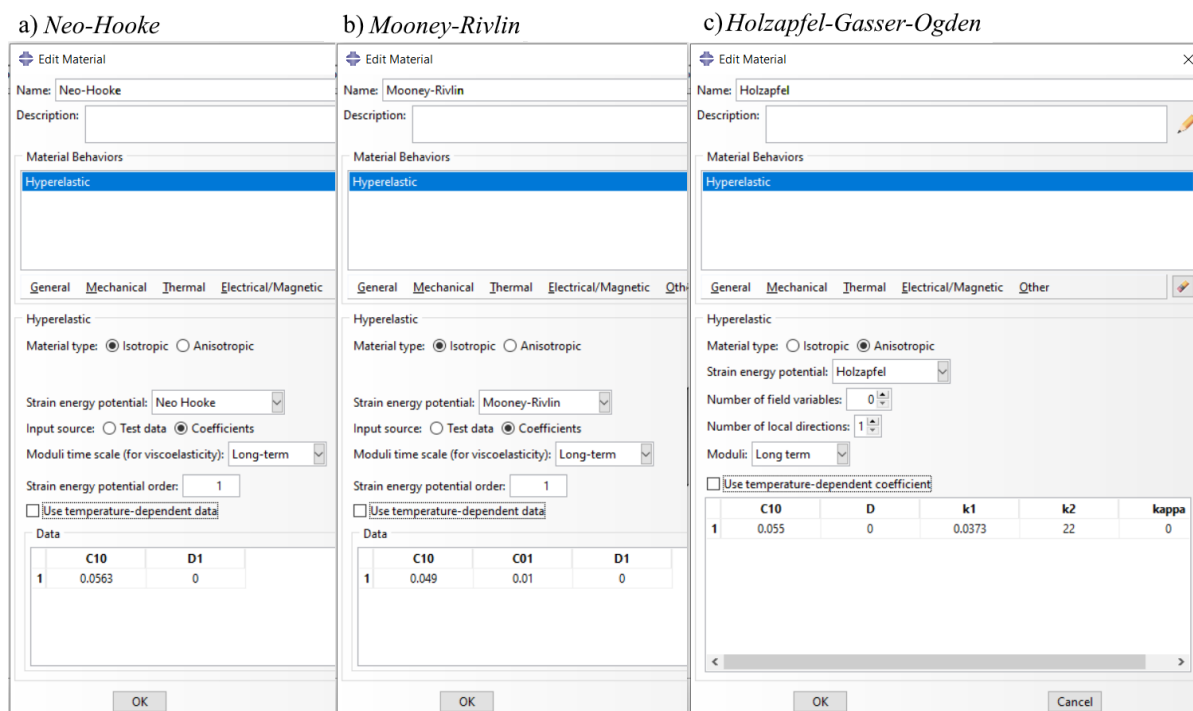 a) Neo-Hooke
Edit Material
Name: Neo-Hooke
Description:
Material Behaviors
Hyperelastic
General Mechanical Thermal Electrical/Magnetic
Hyperelastic
Material type: Isotropic Anisotropic
Strain energy potential: Neo Hooke
Input source: Test data Coefficients
Moduli time scale (for viscoelasticity): Long-term
Strain energy potential order: 1
Use temperature-dependent data
Data
C10 D1
1 0.0563 0
OK
b) Mooney-Rivlin
Edit Material
Name: Mooney-Rivlin
Description:
Material Behaviors
Hyperelastic
General Mechanical Thermal Electrical/Magnetic Oth
Hyperelastic
Material type: Isotropic Anisotropic
Strain energy potential: Mooney-Rivlin
Input source: Test data Coefficients
Moduli time scale (for viscoelasticity): Long-term
Strain energy potential order: 1
Use temperature-dependent data
Data
C10 C01 D1
1 0.049 0.01 0
OK
c) Holzapfel-Gasser-Ogden
Edit Material
Name: Holzapfel
Description:
Material Behaviors
Hyperelastic
General Mechanical Thermal Electrical/Magnetic Other
Hyperelastic
Material type: Isotropic Anisotropic
Strain energy potential: Holzapfel
Number of field variables: 0
Number of local directions: 1
Moduli: Long term
Use temperature-dependent coefficient
C10 D k1 k2 kappa
1 0.055 0 0.0373 22 0
OK Cancel